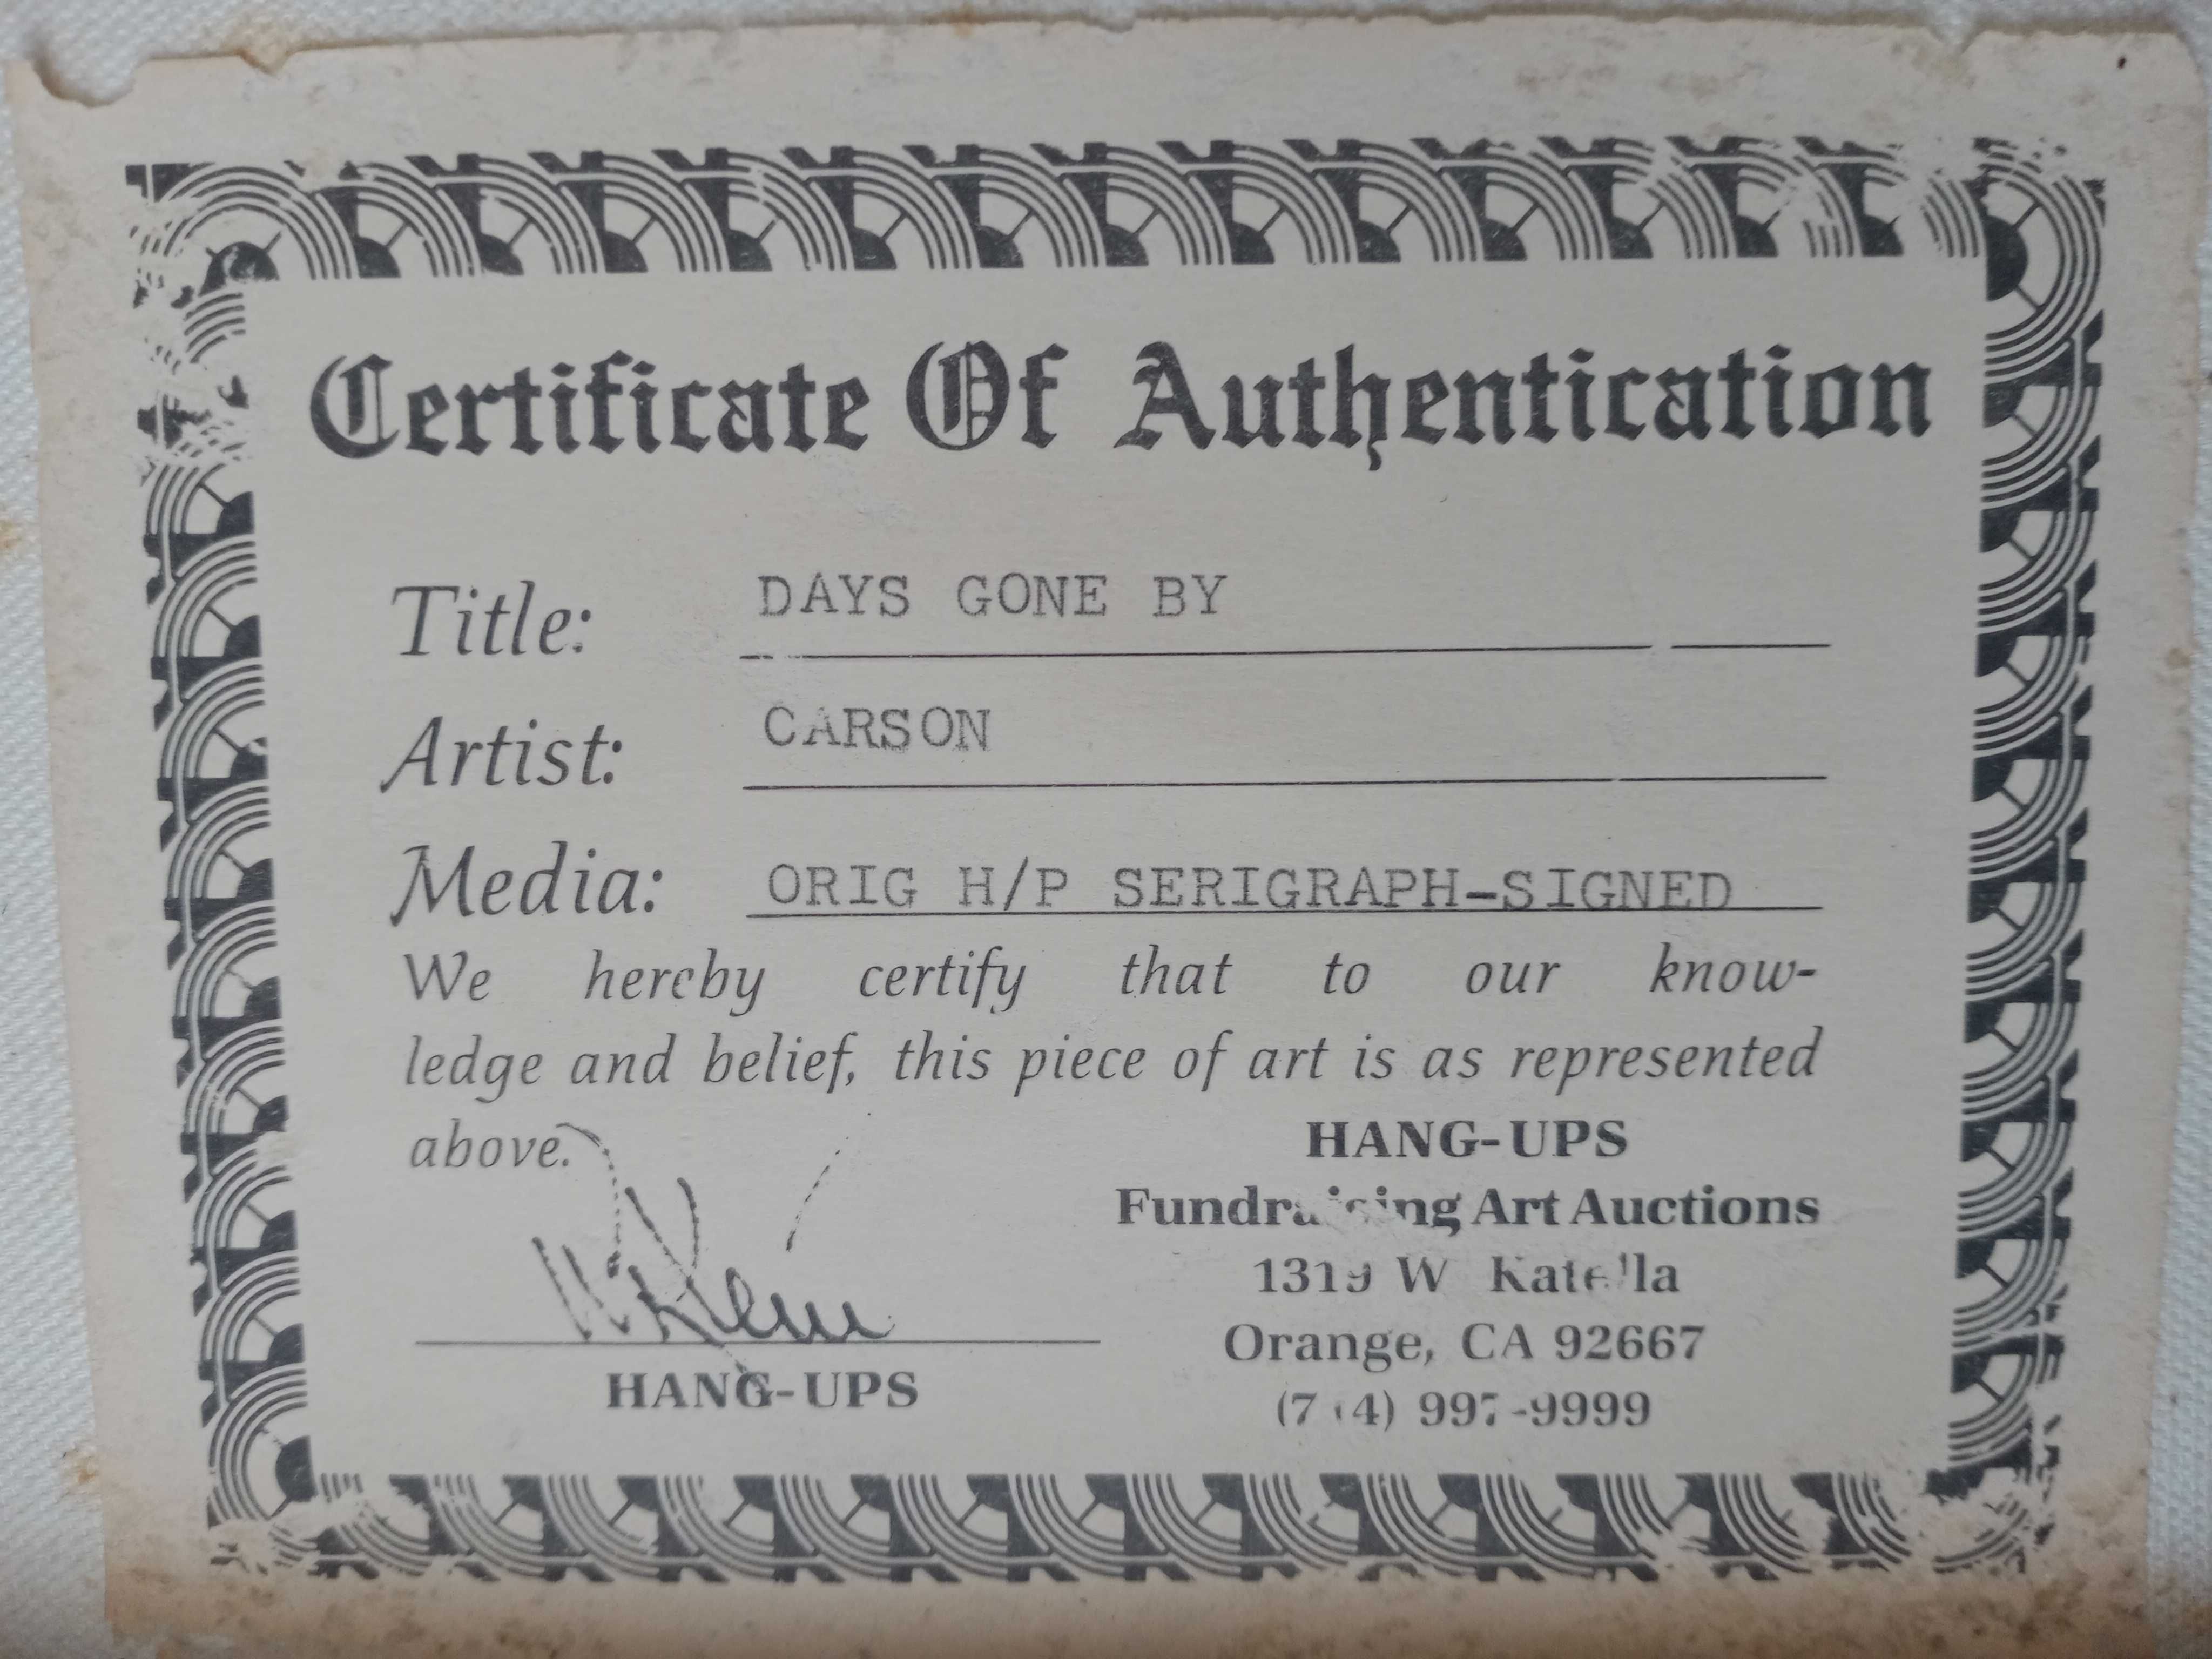 Certificate Of Authentication
Title: DAYS GONE BY
Artist: CARSON
Media: ORIG H/P SERIGRAPH-SIGNED
We hereby certify that to our know-
ledge and belief, this piece of art is as represented
above.
HANG-UPS
Fundraising Art Auctions
1319 W Katella
Orange, CA 92667
(714) 997-9999
HANG-UPS